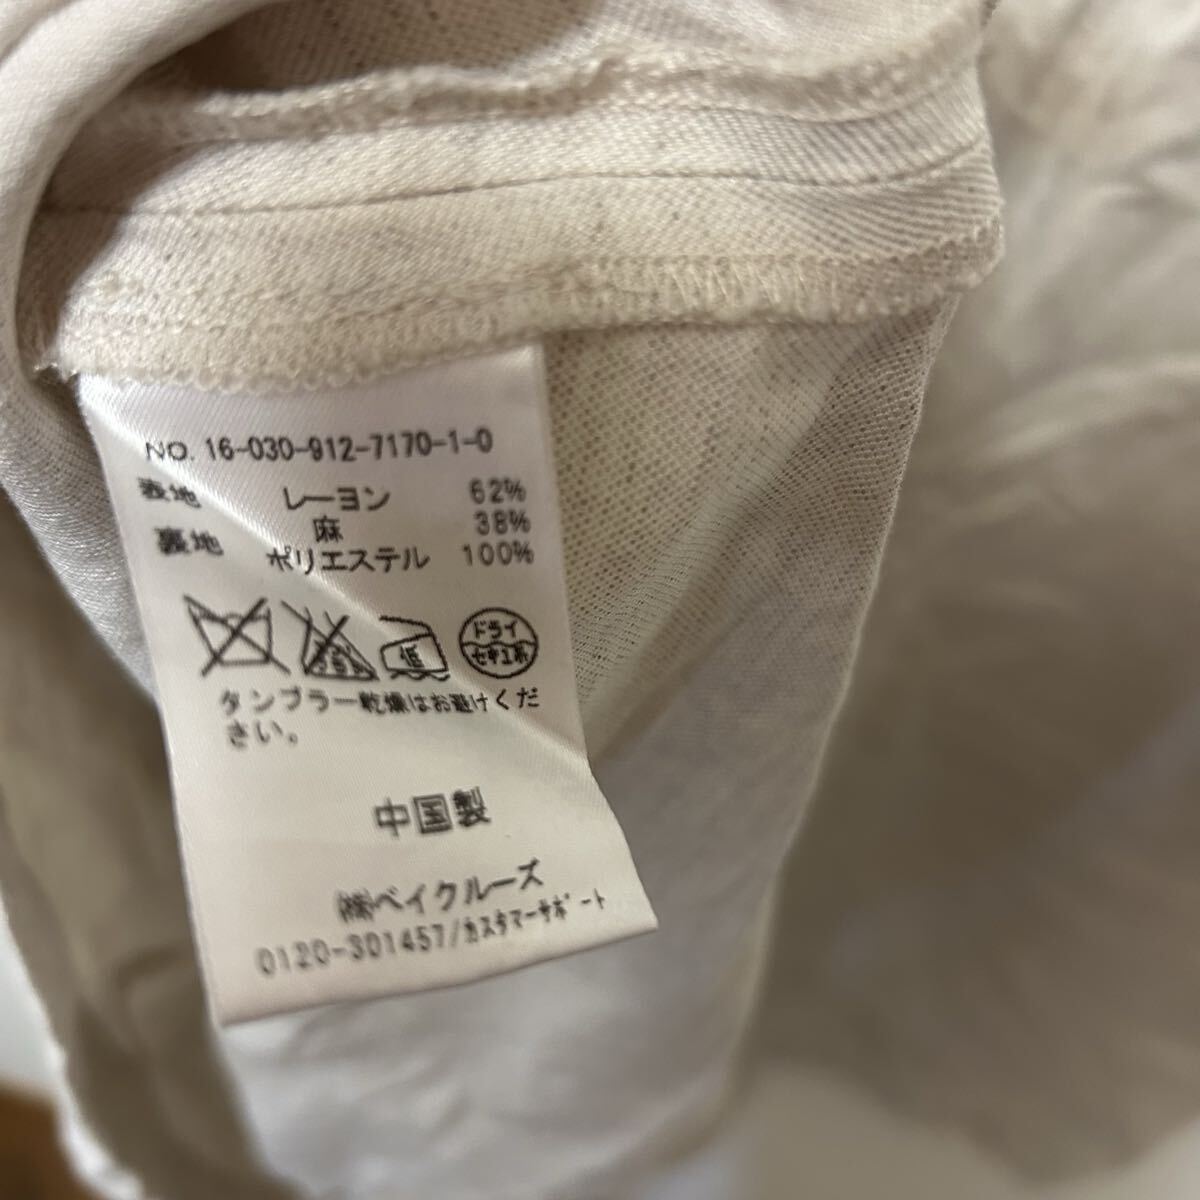 NO. 16-030-912-7170-1-0
表地 レーヨン 62%
麻 38%
裏地 ポリエステル 100%
低
ドライ
セキユ系
タンブラー乾燥はお避けくだ
さい。
中国製
㈱ベイクルーズ
0120-301457/カスタマーサポート